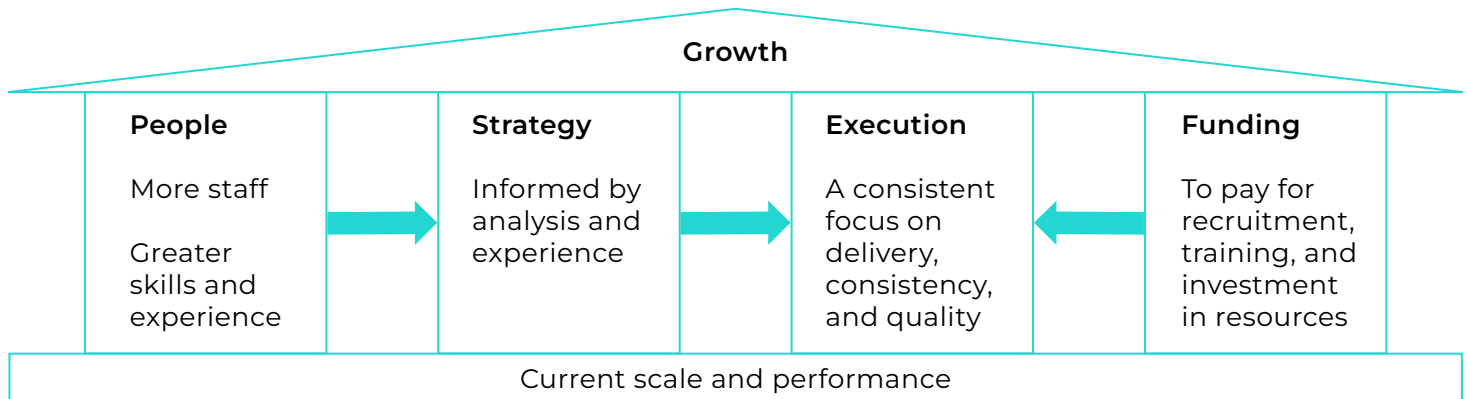 Growth
People
More staff
Greater
skills and
experience
Strategy
Informed by
analysis and
experience
Execution
A consistent
focus on
delivery,
consistency,
and quality
Funding
To pay for
recruitment,
training, and
investment
in resources
Current scale and performance